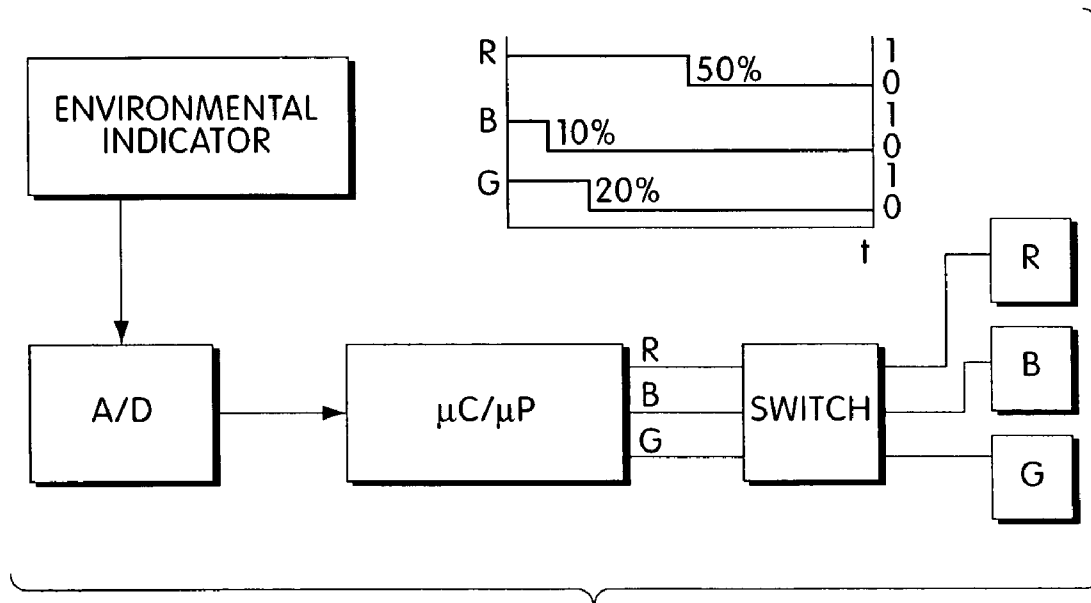 ENVIRONMENTAL
INDICATOR
R 50% 1
0
B 10% 1
0
G 20% 1
0
t
A/D
µC/µP
R
B
G
SWITCH
R
B
G